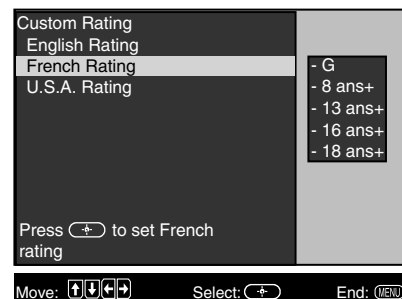 Custom Rating
English Rating
French Rating
U.S.A. Rating
- G
- 8 ans+
- 13 ans+
- 16 ans+
- 18 ans+
Press to set French
rating
Move: Select: End: MENU